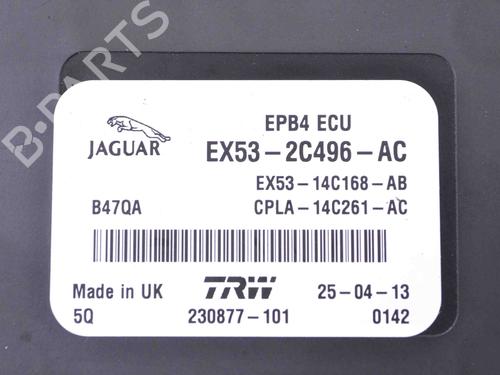 B-PARTS
EPB4 ECU
JAGUAR
EX53-2C496-AC
EX53-14C168-AB
B47QA
CPLA-14C261-AC
Made in UK
TRW
25-04-13
5Q
230877-101
0142